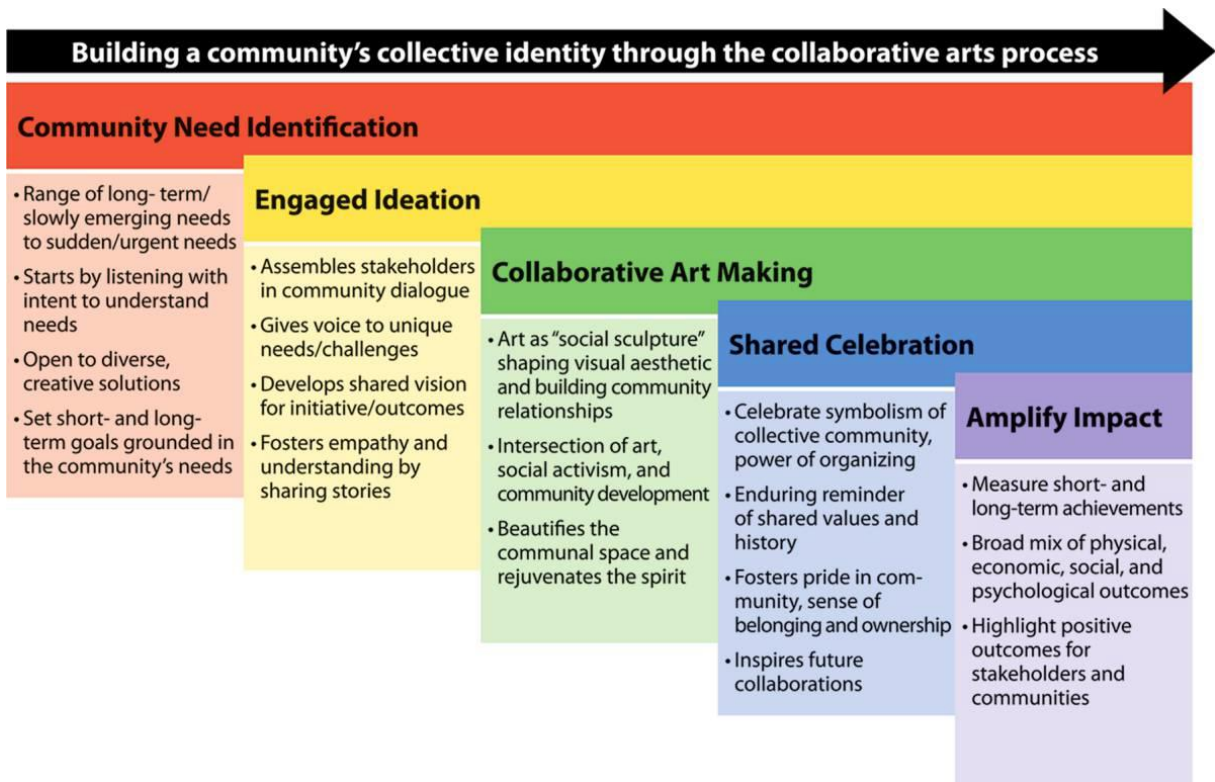 Building a community's collective identity through the collaborative arts process
Community Need Identification
• Range of long- term/
slowly emerging needs
to sudden/urgent needs
• Starts by listening with
intent to understand
needs
• Open to diverse,
creative solutions
• Set short- and long-
term goals grounded in
the community's needs
Engaged Ideation
• Assembles stakeholders
in community dialogue
• Gives voice to unique
needs/challenges
• Develops shared vision
for initiative/outcomes
• Fosters empathy and
understanding by
sharing stories
Collaborative Art Making
• Art as “social sculpture”
shaping visual aesthetic
and building community
relationships
• Intersection of art,
social activism, and
community development
• Beautifies the
communal space and
rejuvenates the spirit
Shared Celebration
• Celebrate symbolism of
collective community,
power of organizing
• Enduring reminder
of shared values and
history
• Fosters pride in com-
munity, sense of
belonging and ownership
• Inspires future
collaborations
Amplify Impact
• Measure short- and
long-term achievements
• Broad mix of physical,
economic, social, and
psychological outcomes
• Highlight positive
outcomes for
stakeholders and
communities